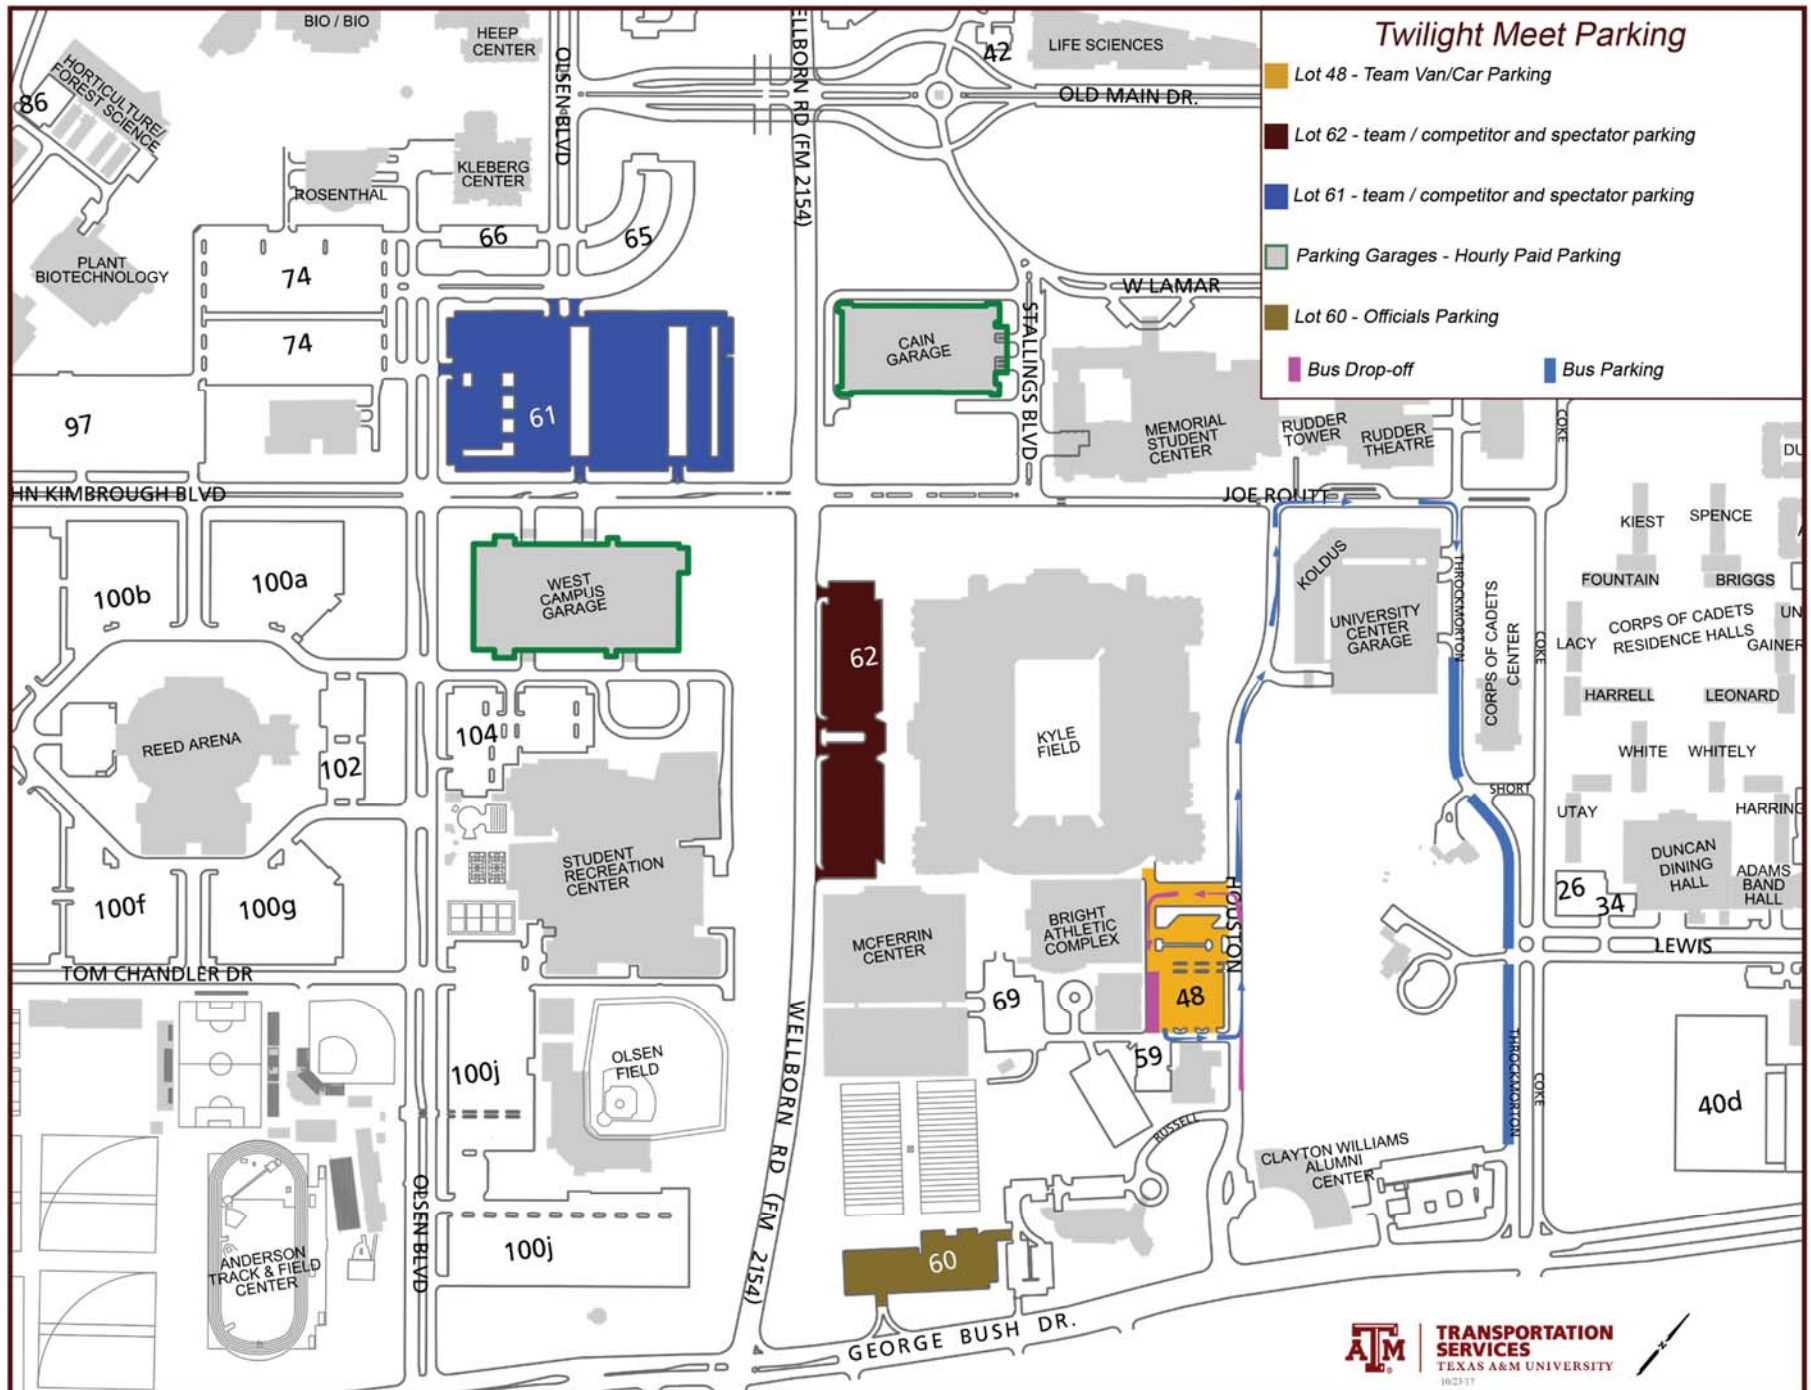 Twilight Meet Parking
Lot 48 - Team Van/Car Parking
Lot 62 - team / competitor and spectator parking
Lot 61 - team / competitor and spectator parking
Parking Garages - Hourly Paid Parking
Lot 60 - Officials Parking
Bus Drop-off
Bus Parking
BIO / BIO
HEEP
CENTER
OLSEN BLVD
ELLBORN RD (FM 2154)
42
LIFE SCIENCES
OLD MAIN DR.
86
HORTICULTURE/
FOREST SCIENCE
ROSENTHAL
KLEBERG
CENTER
66
65
PLANT
BIOTECHNOLOGY
74
74
97
61
CAIN
GARAGE
STALLINGS BLVD
W LAMAR
MEMORIAL
STUDENT
CENTER
RUDDER
TOWER
RUDDER
THEATRE
COKE
DU
HN KIMBROUGH BLVD
JOE ROUTT
KIEST
SPENCE
100b
100a
WEST
CAMPUS
GARAGE
62
KOLDUS
UNIVERSITY
CENTER
GARAGE
THROCKMORTON
CORPS OF CADETS
CENTER
COKE
FOUNTAIN
BRIGGS
CORPS OF CADETS
RESIDENCE HALLS
UN
LACY
GAINER
HARRELL
LEONARD
REED ARENA
102
104
KYLE
FIELD
WHITE
WHITELY
SHORT
UTAY
HARRING
STUDENT
RECREATION
CENTER
DUNCAN
DINING
HALL
ADAMS
BAND
HALL
26
34
100f
100g
MCFERRIN
CENTER
BRIGHT
ATHLETIC
COMPLEX
HOUSTON
LEWIS
TOM CHANDLER DR
69
48
59
OLSEN
FIELD
100j
WELLBORN RD (FM 2154)
THROCKMORTON
COKE
40d
RUSSELL
CLAYTON WILLIAMS
ALUMNI
CENTER
OLSEN BLVD
ANDERSON
TRACK & FIELD
CENTER
100j
60
1
GEORGE BUSH DR.
ATM
TRANSPORTATION
SERVICES
TEXAS A&M UNIVERSITY
10/23/17
N